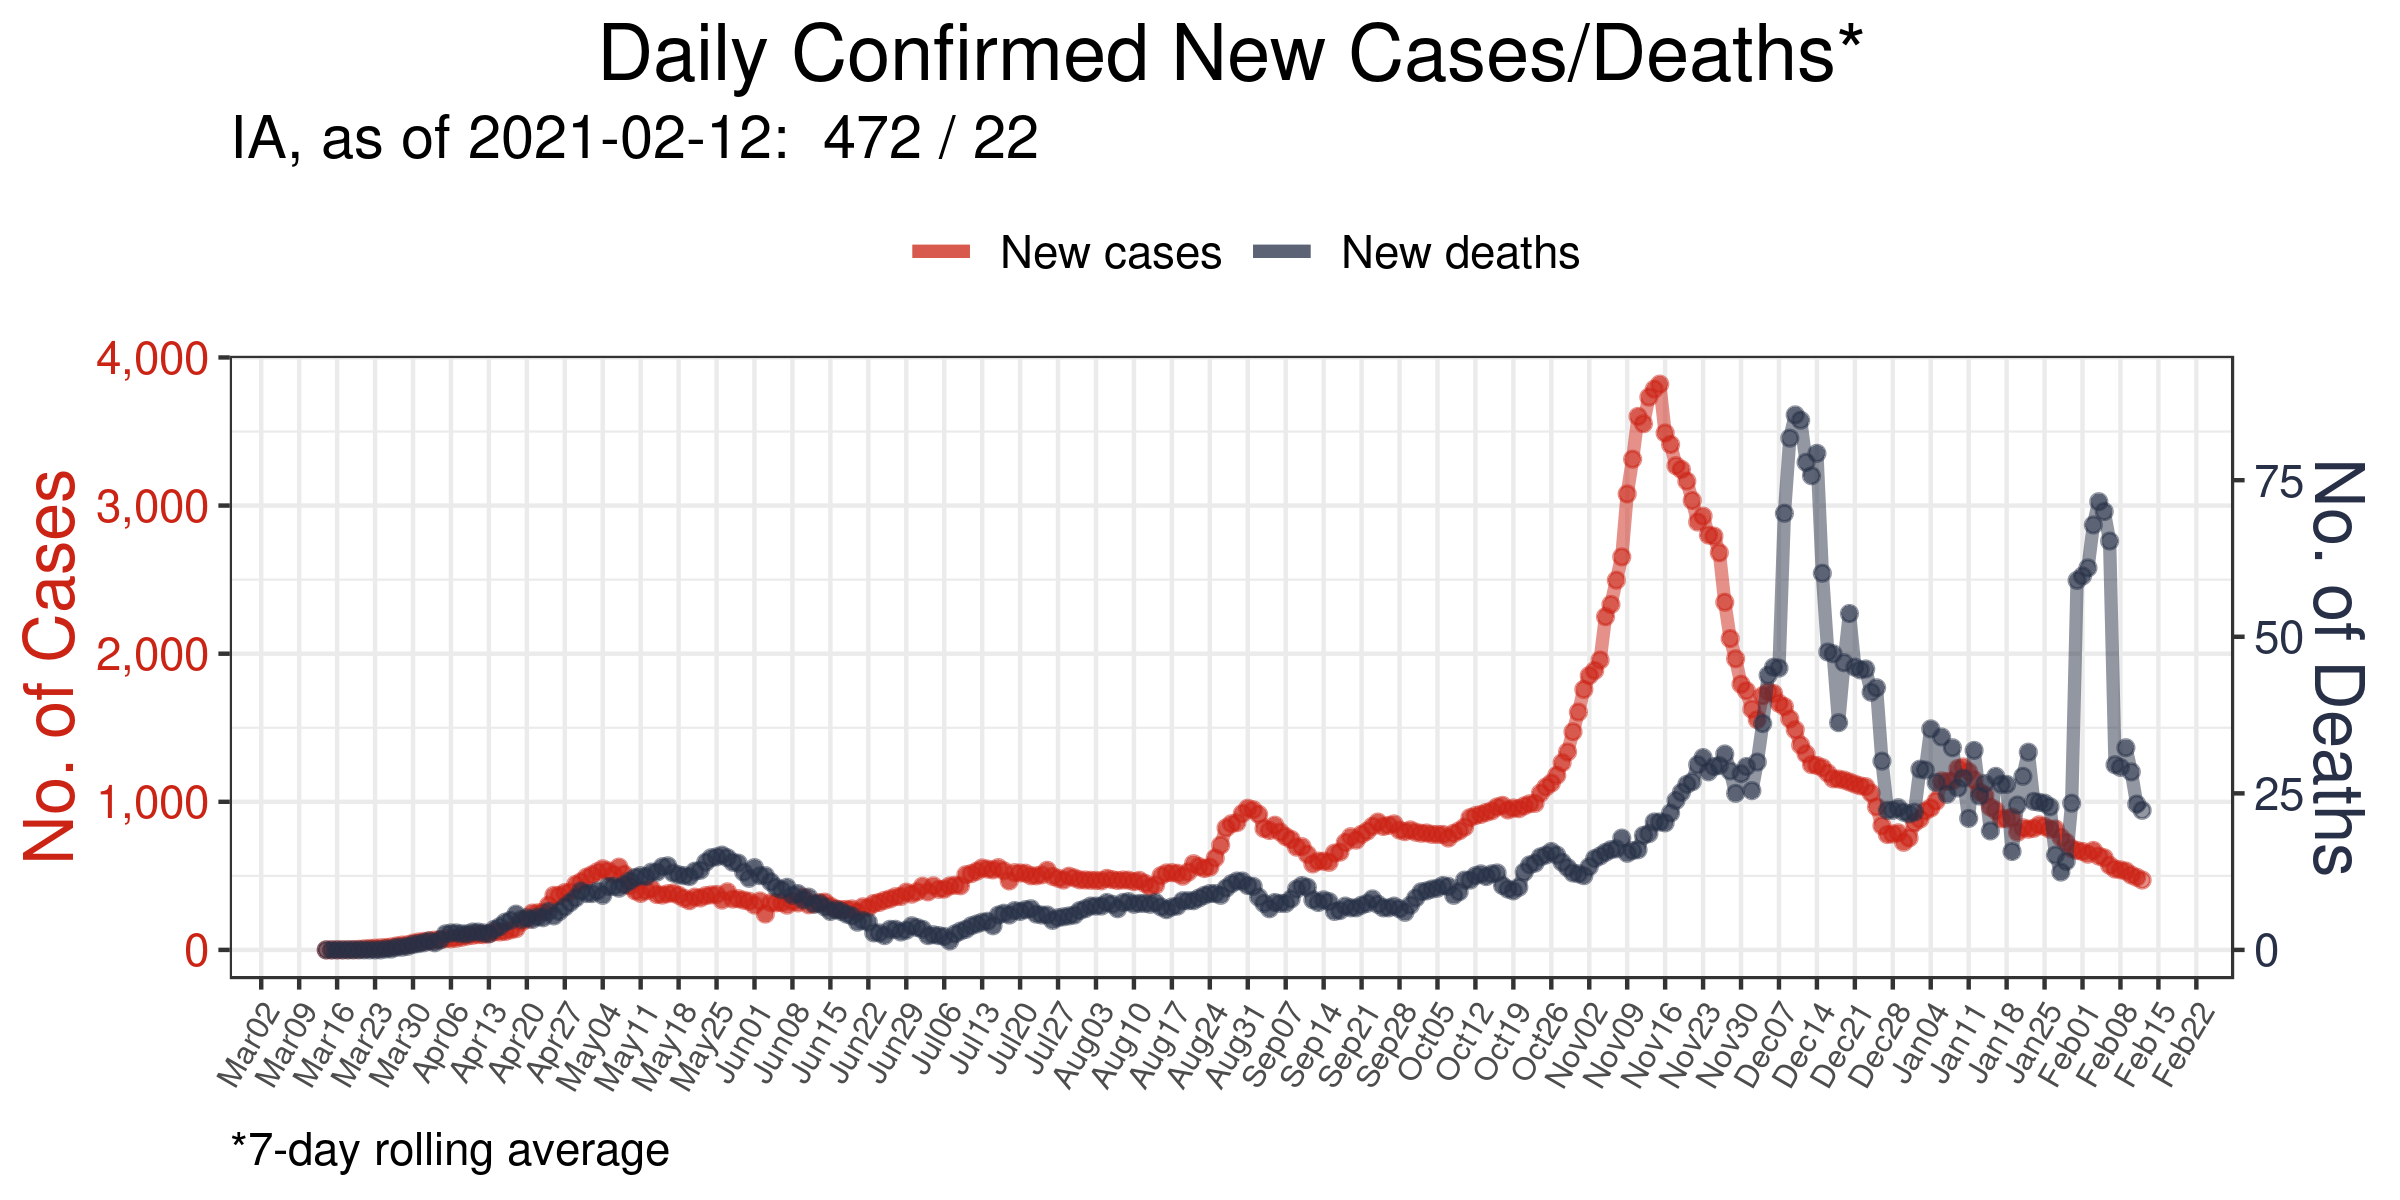 Daily Confirmed New Cases/Deaths*
IA, as of 2021-02-12:  472 / 22
New cases
New deaths
No. of Cases
4,000
3,000
2,000
1,000
0
No. of Deaths
75
50
25
0
Mar02
Mar09
Mar16
Mar23
Mar30
Apr06
Apr13
Apr20
Apr27
May04
May11
May18
May25
Jun01
Jun08
Jun15
Jun22
Jun29
Jul06
Jul13
Jul20
Jul27
Aug03
Aug10
Aug17
Aug24
Aug31
Sep07
Sep14
Sep21
Sep28
Oct05
Oct12
Oct19
Oct26
Nov02
Nov09
Nov16
Nov23
Nov30
Dec07
Dec14
Dec21
Dec28
Jan04
Jan11
Jan18
Jan25
Feb01
Feb08
Feb15
Feb22
*7-day rolling average